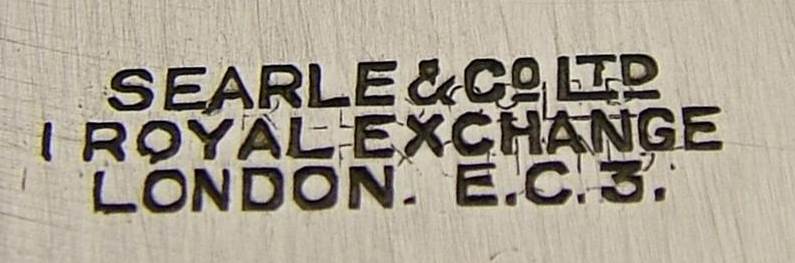 SEARLE & Co LTD
1 ROYAL EXCHANGE
LONDON. E.C.3.